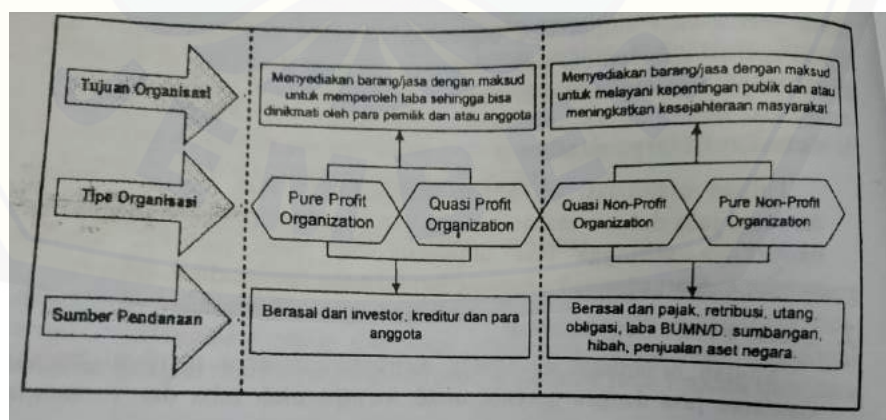 Tujuan Organisasi
Menyediakan barang/jasa dengan maksud
untuk memperoleh laba sehingga bisa
dinikmati oleh para pemilik dan atau anggota
Menyediakan barang/jasa dengan maksud
untuk melayani kepentingan publik dan atau
meningkatkan kesejahteraan masyarakat
Tipe Organisasi
Pure Profit
Organization
Quasi Profit
Organization
Quasi Non-Profit
Organization
Pure Non-Profit
Organization
Sumber Pendanaan
Berasal dari investor, kreditur dan para
anggota
Berasal dari pajak, retribusi, utang
obligasi, laba BUMN/D, sumbangan,
hibah, penjualan aset negara.